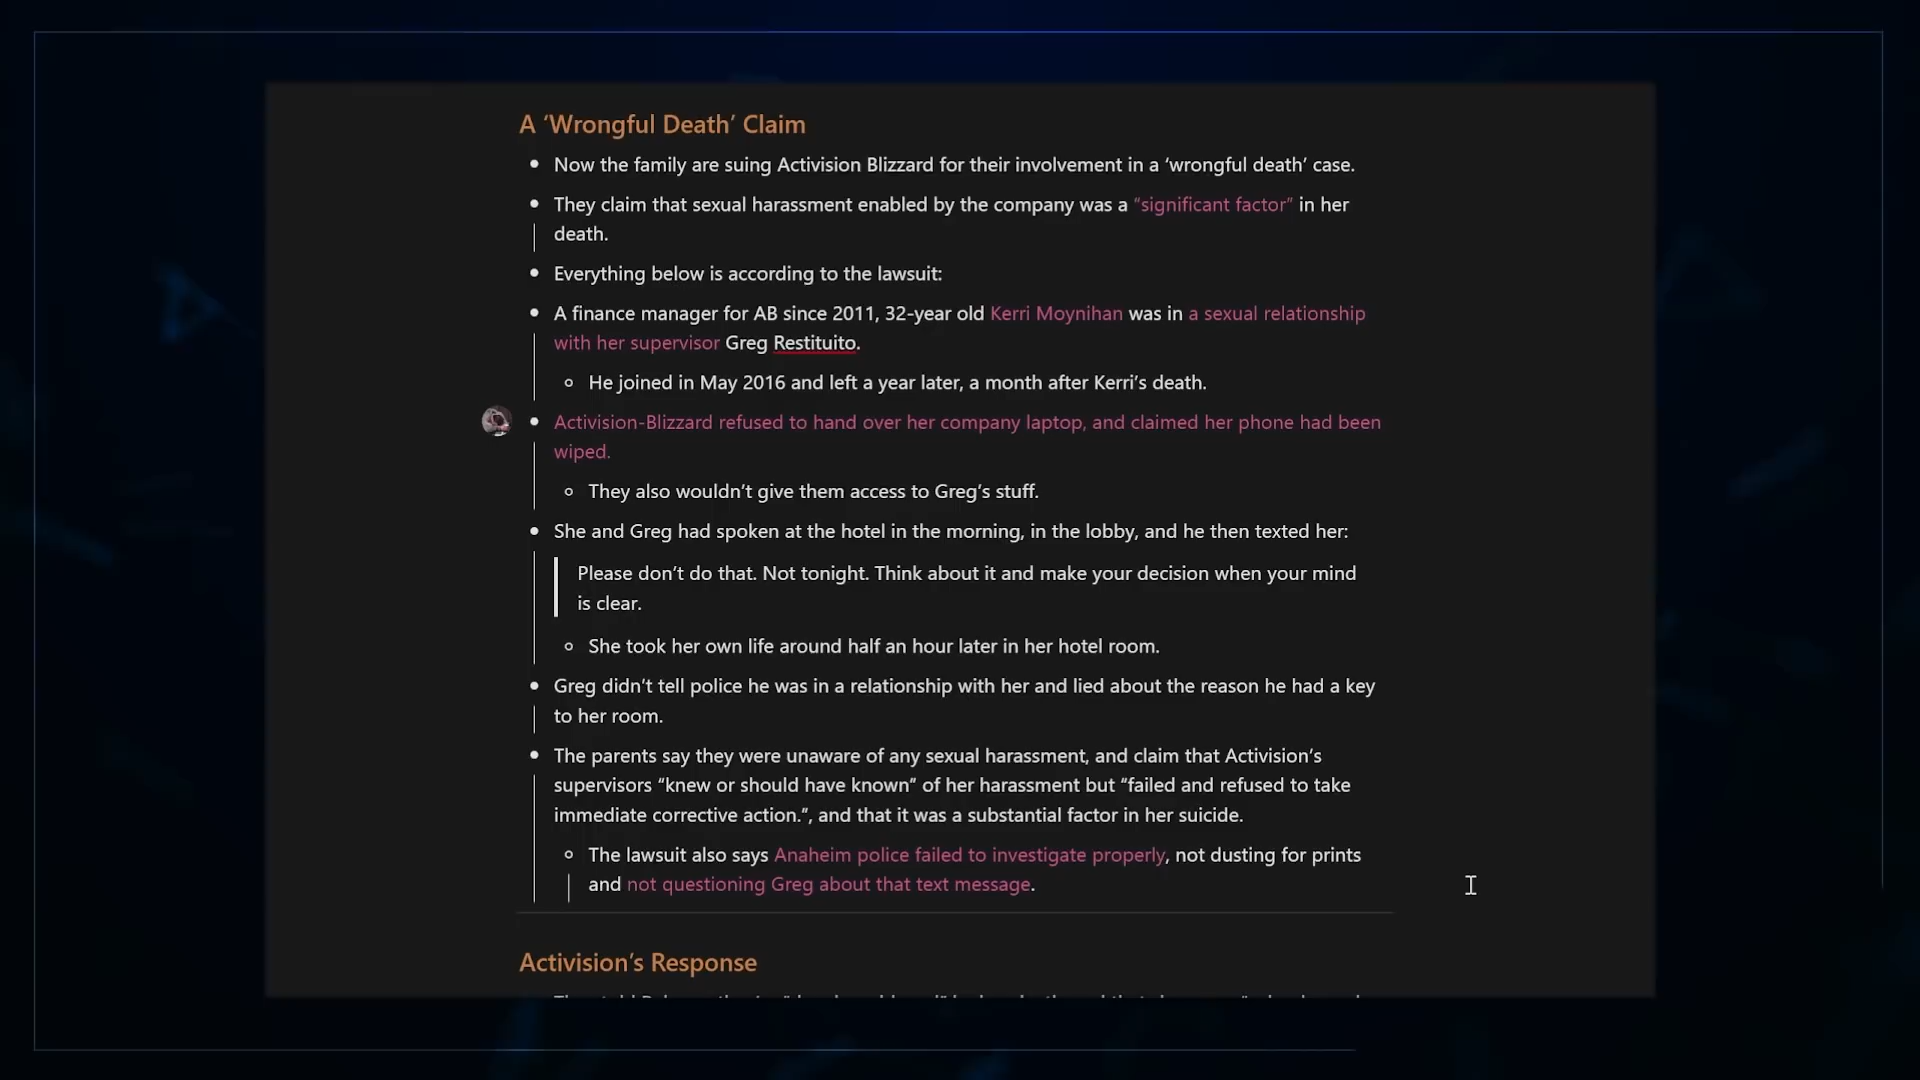 A ‘Wrongful Death’ Claim
Now the family are suing Activision Blizzard for their involvement in a ‘wrongful death’ case.
They claim that sexual harassment enabled by the company was a “significant factor” in her
death.
Everything below is according to the lawsuit:
A finance manager for AB since 2011, 32-year old Kerri Moynihan was in a sexual relationship
with her supervisor Greg Restituito.
He joined in May 2016 and left a year later, a month after Kerri’s death.
Activision-Blizzard refused to hand over her company laptop, and claimed her phone had been
wiped.
They also wouldn’t give them access to Greg’s stuff.
She and Greg had spoken at the hotel in the morning, in the lobby, and he then texted her:
Please don’t do that. Not tonight. Think about it and make your decision when your mind
is clear.
She took her own life around half an hour later in her hotel room.
Greg didn’t tell police he was in a relationship with her and lied about the reason he had a key
to her room.
The parents say they were unaware of any sexual harassment, and claim that Activision’s
supervisors “knew or should have known” of her harassment but “failed and refused to take
immediate corrective action.”, and that it was a substantial factor in her suicide.
The lawsuit also says Anaheim police failed to investigate properly, not dusting for prints
and not questioning Greg about that text message.
Activision’s Response